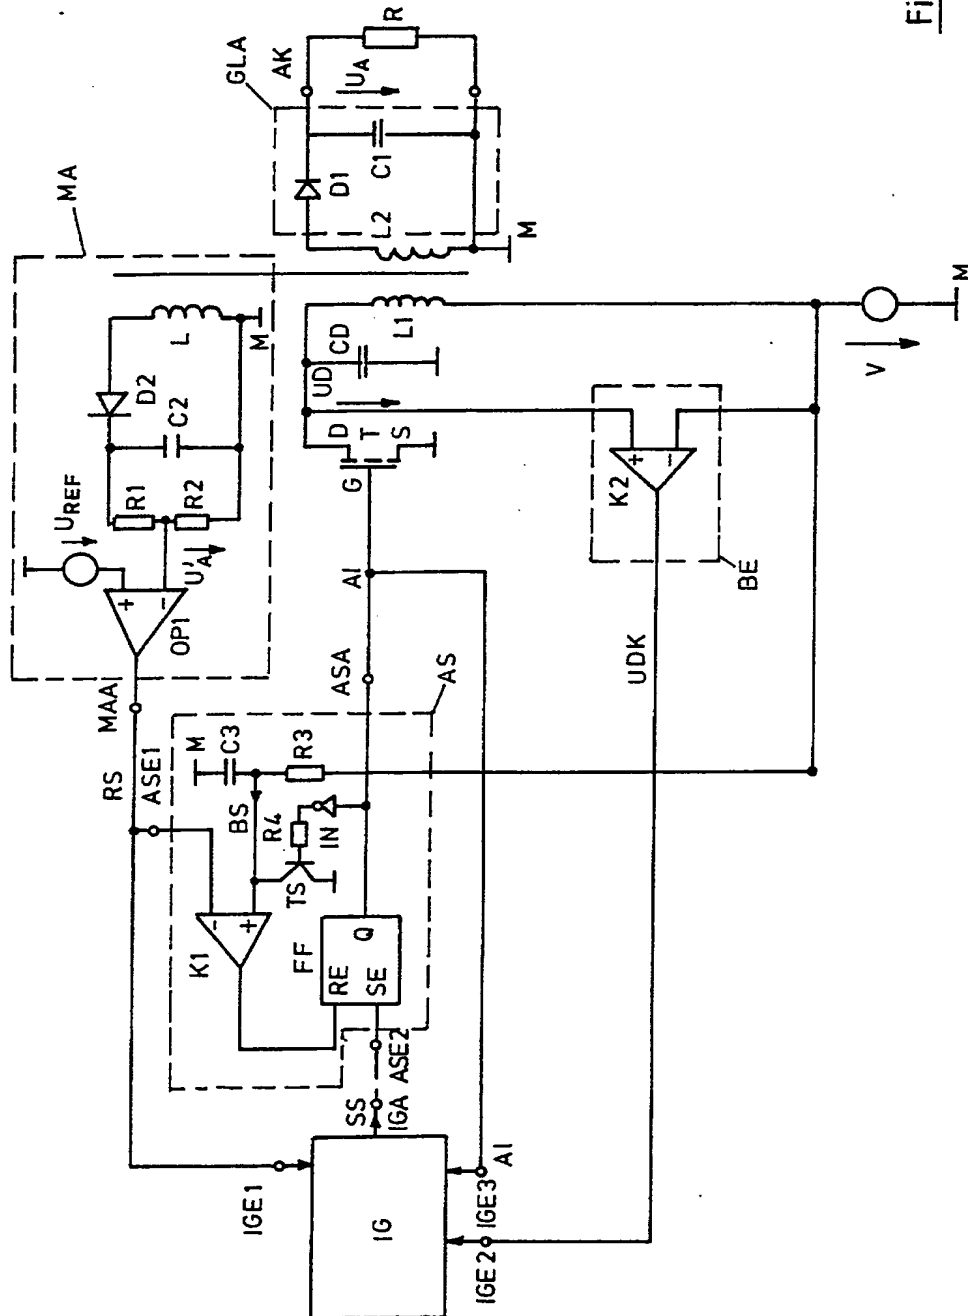 Fi
R
AK
GLA
UA
C1
D1
L2
M
MA
L
M
D2
C2
R1
R2
UREF
U'A
+
-
OP1
MAA
CD
L1
UD
D
T
S
G
AI
V
M
K2
+
-
BE
UDK
ASA
AS
RS
ASE1
M
C3
R3
BS
R4
IN
TS
K1
-
+
FF
RE
SE
Q
ASE2
SS
IGA
IGE1
IG
AI
IGE3
IGE2